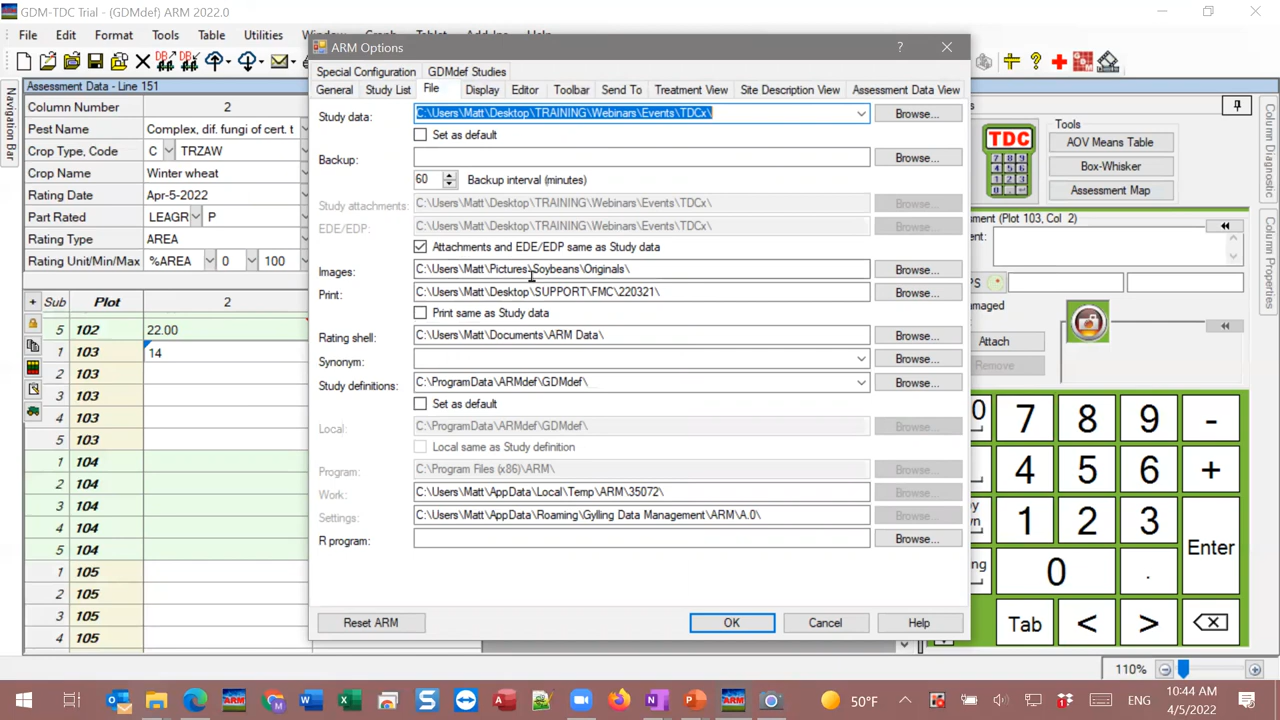 GDM-TDC Trial - (GDMdef) ARM 2022.0
File Edit Format Tools Table Utilities
Assessment Data - Line 151
Navigation Bar
Column Number 2
Pest Name Complex, dif. fungi of cert. t
Crop Type, Code C TRZAW
Crop Name Winter wheat
Rating Date Apr-5-2022
Part Rated LEAGR P
Rating Type AREA
Rating Unit/Min/Max %AREA 0 100
+ Sub Plot 2
5 102 22.00
1 103 14
2 103
3 103
4 103
5 103
1 104
2 104
3 104
4 104
5 104
1 105
2 105
3 105
4 105
ARM Options
Special Configuration GDMdef Studies
General Study List File Display Editor Toolbar Send To Treatment View Site Description View Assessment Data View
Study data: C:\Users\Matt\Desktop\TRAINING\Webinars\Events\TDCx\ Browse...
Set as default
Backup: Browse...
60 Backup interval (minutes)
Study attachments: C:\Users\Matt\Desktop\TRAINING\Webinars\Events\TDCx\ Browse...
EDE/EDP: C:\Users\Matt\Desktop\TRAINING\Webinars\Events\TDCx\ Browse...
Attachments and EDE/EDP same as Study data
Images: C:\Users\Matt\Pictures\Soybeans\Originals\ Browse...
Print: C:\Users\Matt\Desktop\SUPPORT\FMC\220321\ Browse...
Print same as Study data
Rating shell: C:\Users\Matt\Documents\ARM Data\ Browse...
Synonym: Browse...
Study definitions: C:\ProgramData\ARMdef\GDMdef\ Browse...
Set as default
Local: C:\ProgramData\ARMdef\GDMdef\ Browse...
Local same as Study definition
Program: C:\Program Files (x86)\ARM\ Browse...
Work: C:\Users\Matt\AppData\Local\Temp\ARM\35072\ Browse...
Settings: C:\Users\Matt\AppData\Roaming\Gylling Data Management\ARM\A.0\ Browse...
R program: Browse...
Reset ARM OK Cancel Help
TDC
Tools
AOV Means Table
Box-Whisker
Assessment Map
Column Diagnostic
Column Properties
ment (Plot 103, Col 2)
ent:
PS
maged
Attach
Remove
0 7 8 9 -
4 5 6 +
1 2 3 Enter
0 .
Tab < >
110%
50°F ENG 10:44 AM
4/5/2022